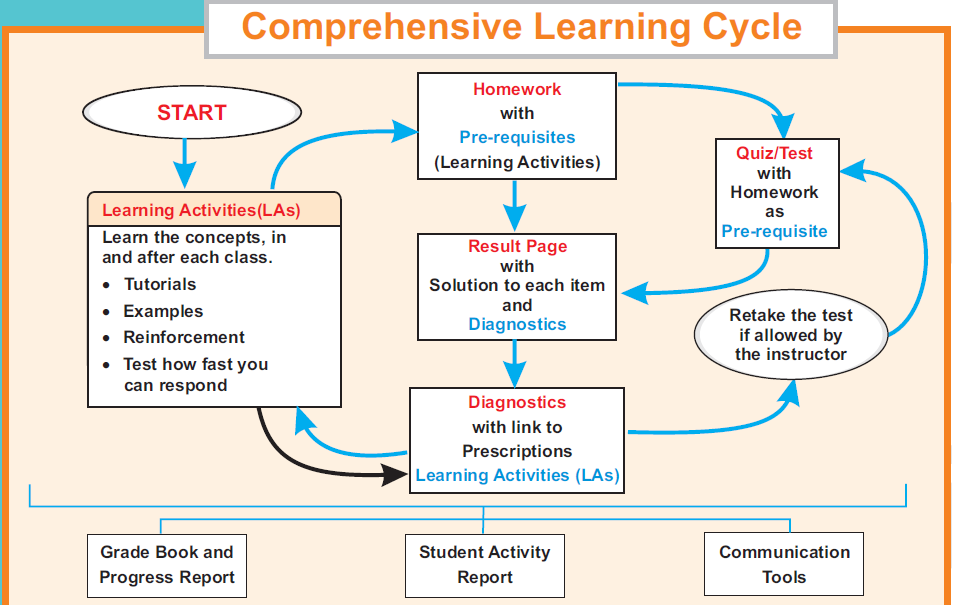 Comprehensive Learning Cycle
START
Learning Activities(LAs)
Learn the concepts, in
and after each class.
• Tutorials
• Examples
• Reinforcement
• Test how fast you
can respond
Homework
with
Pre-requisites
(Learning Activities)
Quiz/Test
with
Homework
as
Pre-requisite
Result Page
with
Solution to each item
and
Diagnostics
Retake the test
if allowed by
the instructor
Diagnostics
with link to
Prescriptions
Learning Activities (LAs)
Grade Book and
Progress Report
Student Activity
Report
Communication
Tools